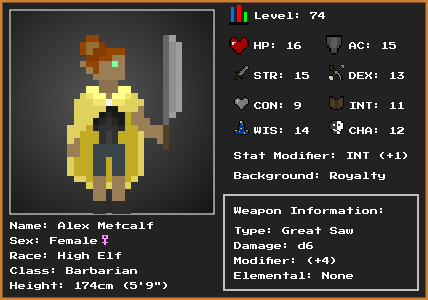 Level: 74
HP: 16 AC: 15
STR: 15 DEX: 13
CON: 9 INT: 11
WIS: 14 CHA: 12
Stat Modifier: INT (+1)
Background: Royalty
Name: Alex Metcalf
Sex: Female♀
Race: High Elf
Class: Barbarian
Height: 174cm (5'9")
Weapon Information:
Type: Great Saw
Damage: d6
Modifier: (+4)
Elemental: None